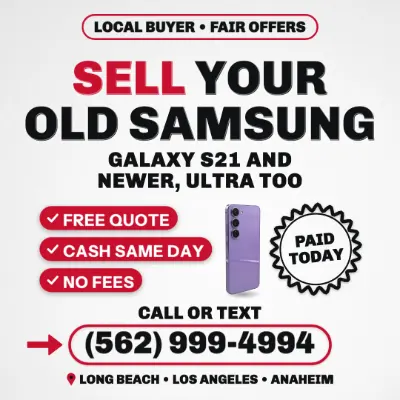 LOCAL BUYER • FAIR OFFERS
SELL YOUR
OLD SAMSUNG
GALAXY S21 AND
NEWER, ULTRA TOO
FREE QUOTE
CASH SAME DAY
NO FEES
PAID
TODAY
CALL OR TEXT
(562) 999-4994
LONG BEACH • LOS ANGELES • ANAHEIM